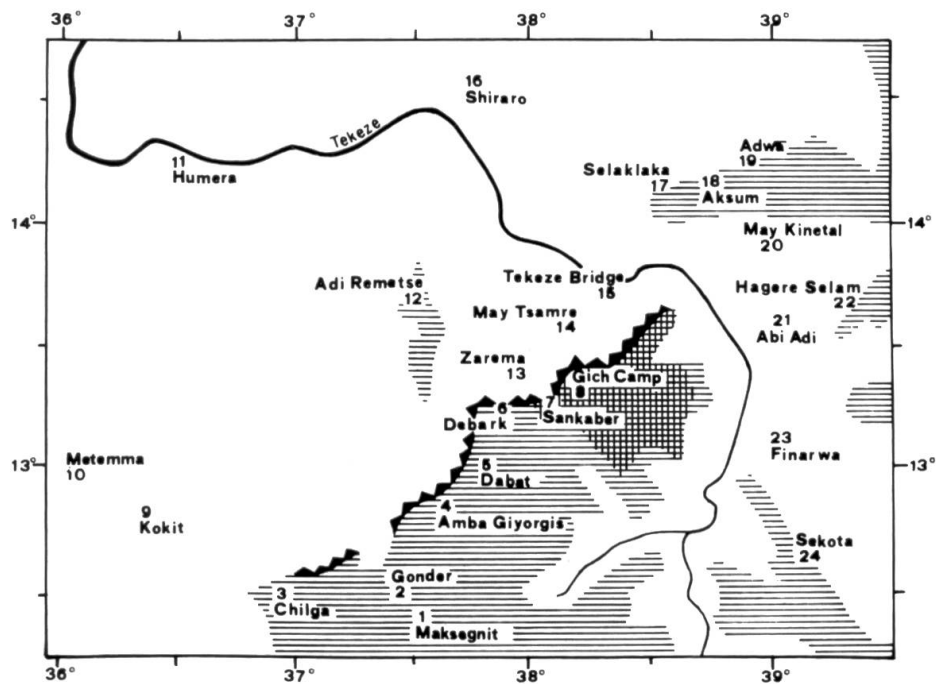 36°
37°
38°
39°
16
Shiraro
Tekeze
11
Humera
Adwa
19
Selaklaka
17
18
Aksum
14°
14°
May Kinetal
20
Adi Remetse
12
Tekeze Bridge
15
Hagere Selam
22
May Tsamre
14
21
Abi Adi
Zarema
13
Gich Camp
8
7
Sankaber
6
Debark
23
Finarwa
Metemma
10
13°
13°
5
Dabat
9
Kokit
4
Amba Giyorgis
Sekota
24
Gonder
2
3
Chilga
1
Maksegnit
36°
37°
38°
39°